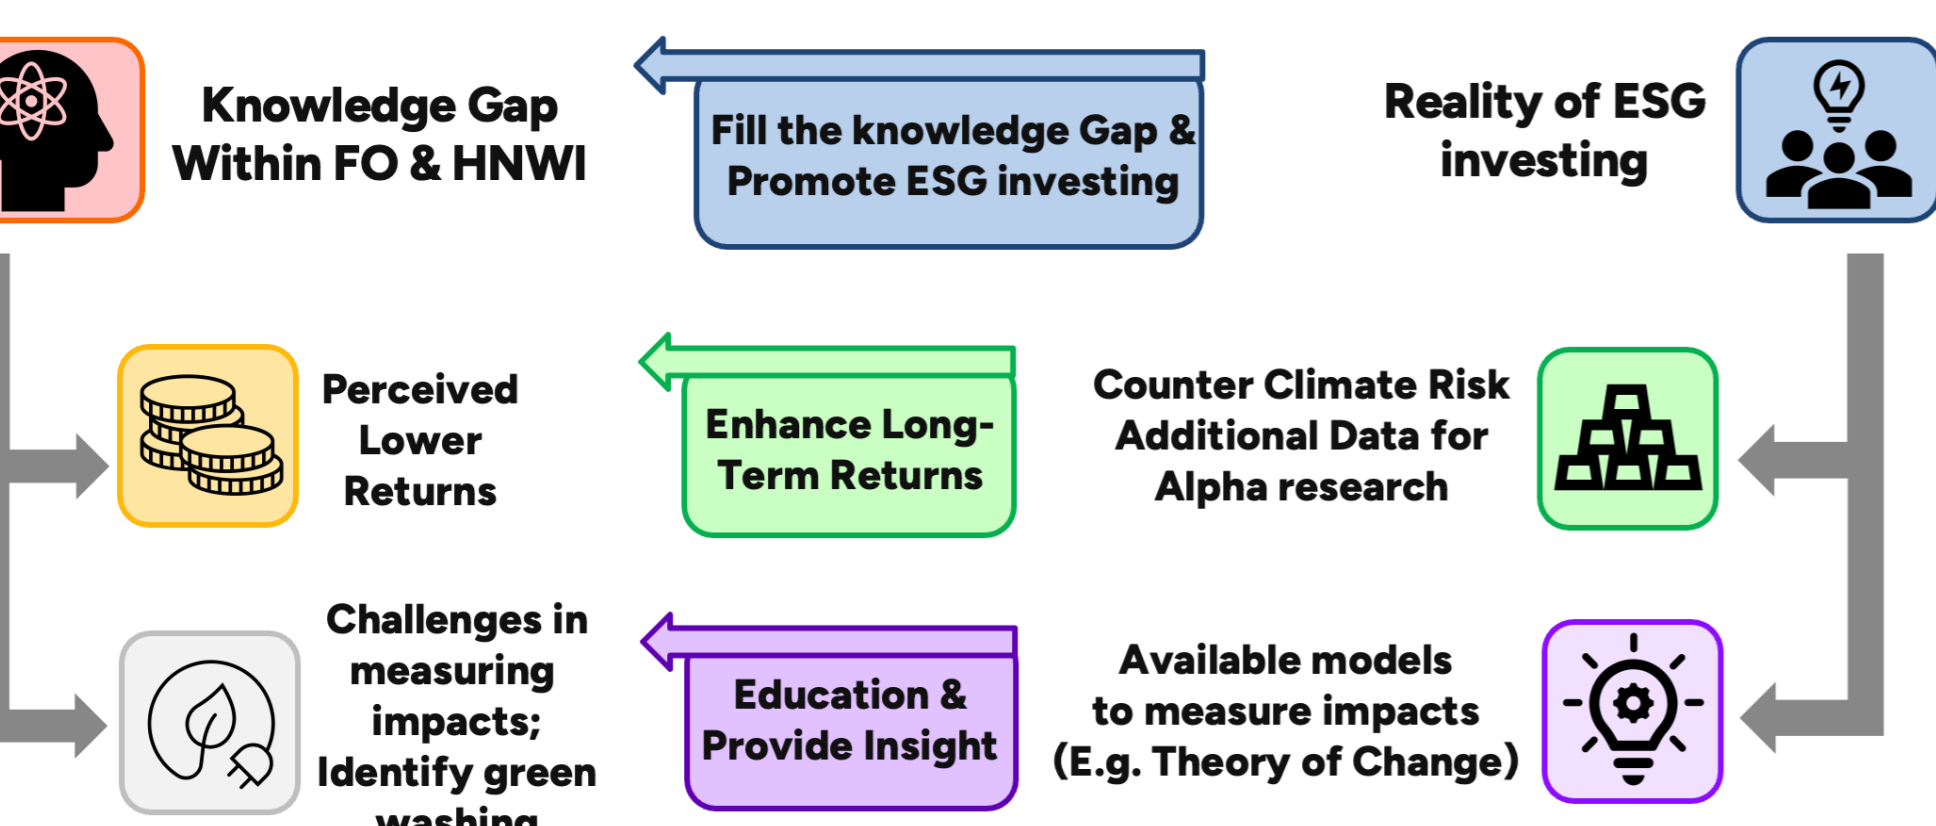 Knowledge Gap
Within FO & HNWI
Fill the knowledge Gap &
Promote ESG investing
Reality of ESG
investing
Perceived
Lower
Returns
Enhance Long-
Term Returns
Counter Climate Risk
Additional Data for
Alpha research
Challenges in
measuring
impacts;
Identify green
washing
Education &
Provide Insight
Available models
to measure impacts
(E.g. Theory of Change)